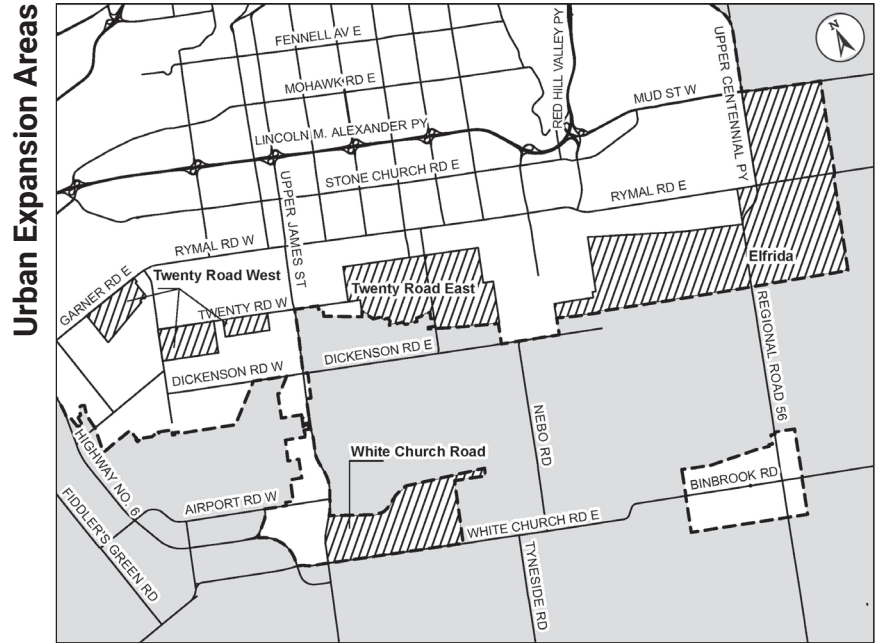 Urban Expansion Areas
FENNELL AV E
RED HILL VALLEY PY
UPPER CENTENNIAL PY
N
MOHAWK RD E
MUD ST W
LINCOLN M. ALEXANDER PY
STONE CHURCH RD E
UPPER JAMES ST
RYMAL RD E
RYMAL RD W
GARNER RD E
Twenty Road West
Twenty Road East
Elfrida
TWENTY RD W
DICKENSON RD E
DICKENSON RD W
REGIONAL ROAD 56
NEBO RD
HIGHWAY NO. 6
White Church Road
BINBROOK RD
FIDDLER'S GREEN RD
AIRPORT RD W
WHITE CHURCH RD E
TYNESIDE RD